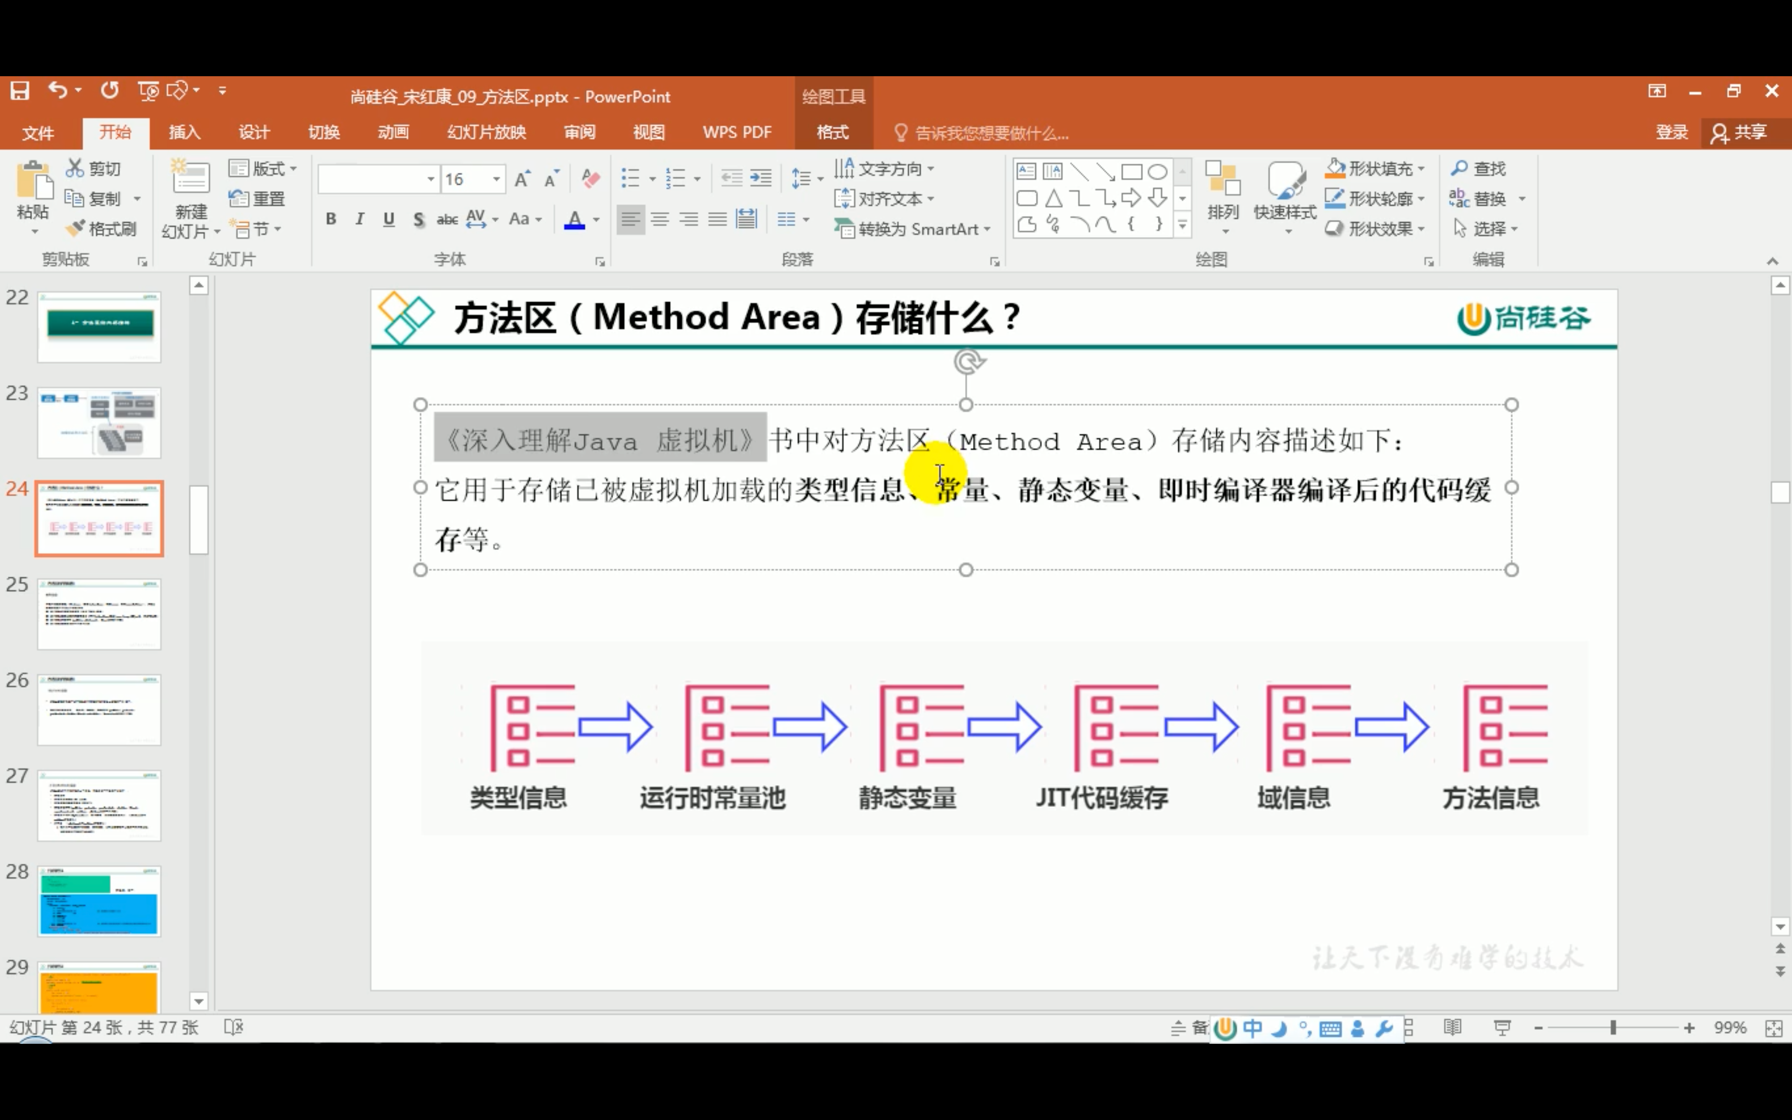 尚硅谷_宋红康_09_方法区.pptx - PowerPoint
绘图工具
文件 开始 插入 设计 切换 动画 幻灯片放映 审阅 视图 WPS PDF 格式 告诉我您想要做什么... 登录 共享
粘贴
剪切
复制
格式刷
剪贴板
新建
幻灯片
版式
重置
节
幻灯片
16
B I U S abc AV Aa A
字体
文字方向
对齐文本
转换为 SmartArt
段落
排列
快速样式
形状填充
形状轮廓
形状效果
绘图
查找
替换
选择
编辑
22
23
24
25
26
27
28
29
方法区（Method Area）存储什么？
尚硅谷
《深入理解Java 虚拟机》书中对方法区（Method Area）存储内容描述如下：
它用于存储已被虚拟机加载的类型信息、常量、静态变量、即时编译器编译后的代码缓
存等。
类型信息 运行时常量池 静态变量 JIT代码缓存 域信息 方法信息
让天下没有难学的技术
幻灯片 第 24 张，共 77 张
中
99%